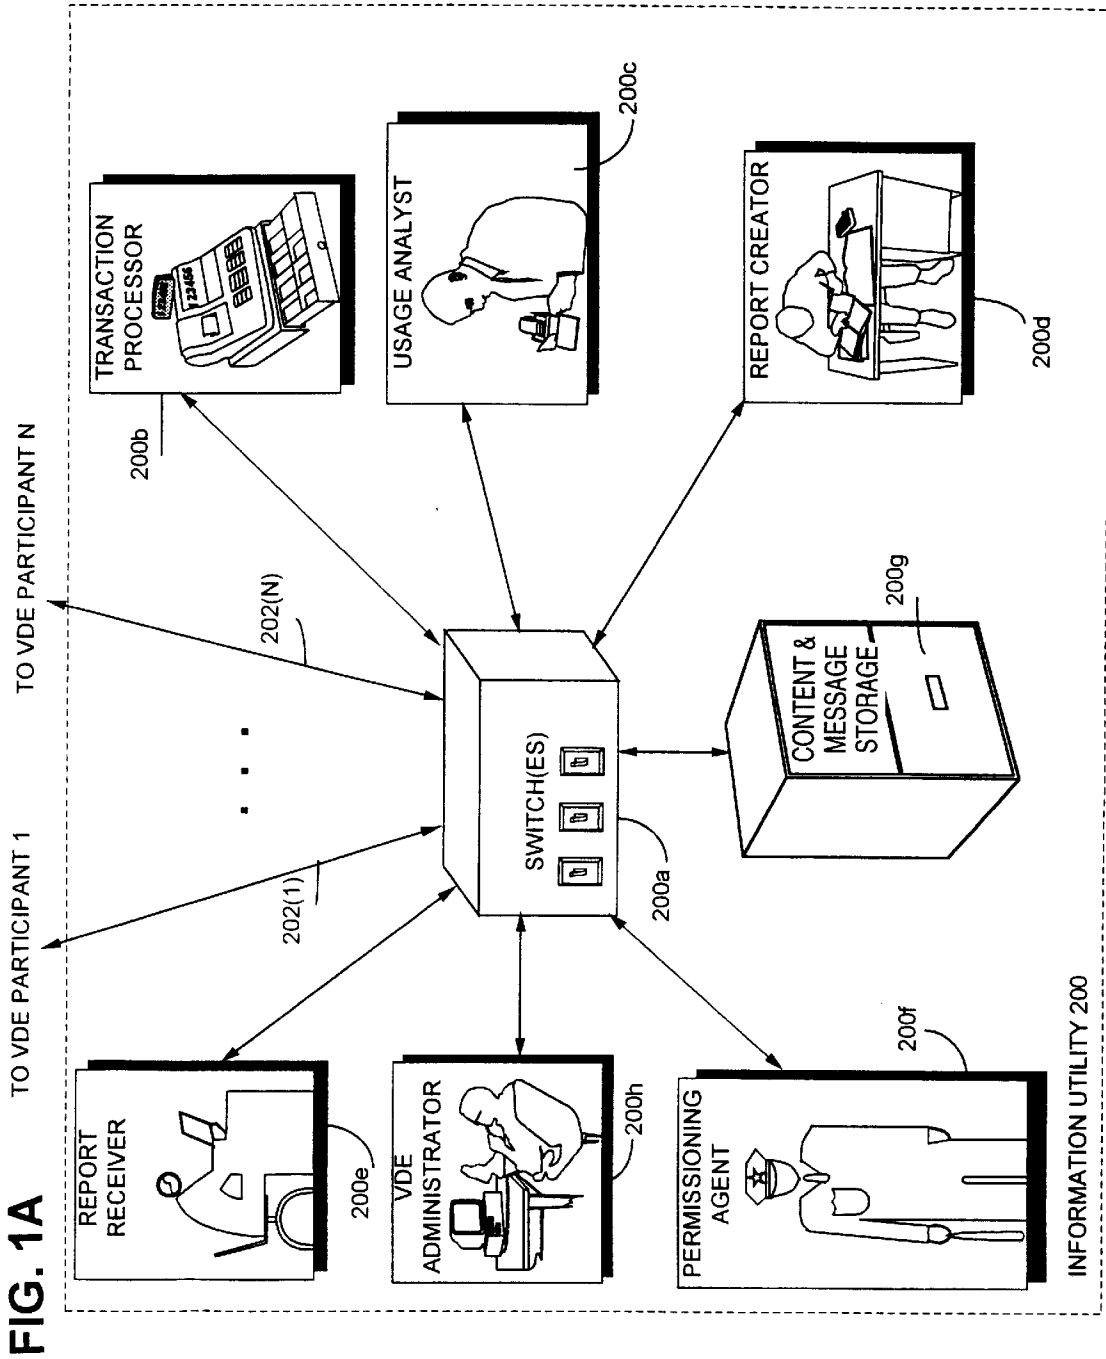 FIG. 1A
TO VDE PARTICIPANT 1
TO VDE PARTICIPANT N
REPORT
RECEIVER
200e
202(1)
202(N)
TRANSACTION
PROCESSOR
123456
200b
VDE
ADMINISTRATOR
200h
SWITCH(ES)
200a
USAGE ANALYST
200c
PERMISSIONING
AGENT
200f
CONTENT &
MESSAGE
STORAGE
200g
REPORT CREATOR
200d
INFORMATION UTILITY 200